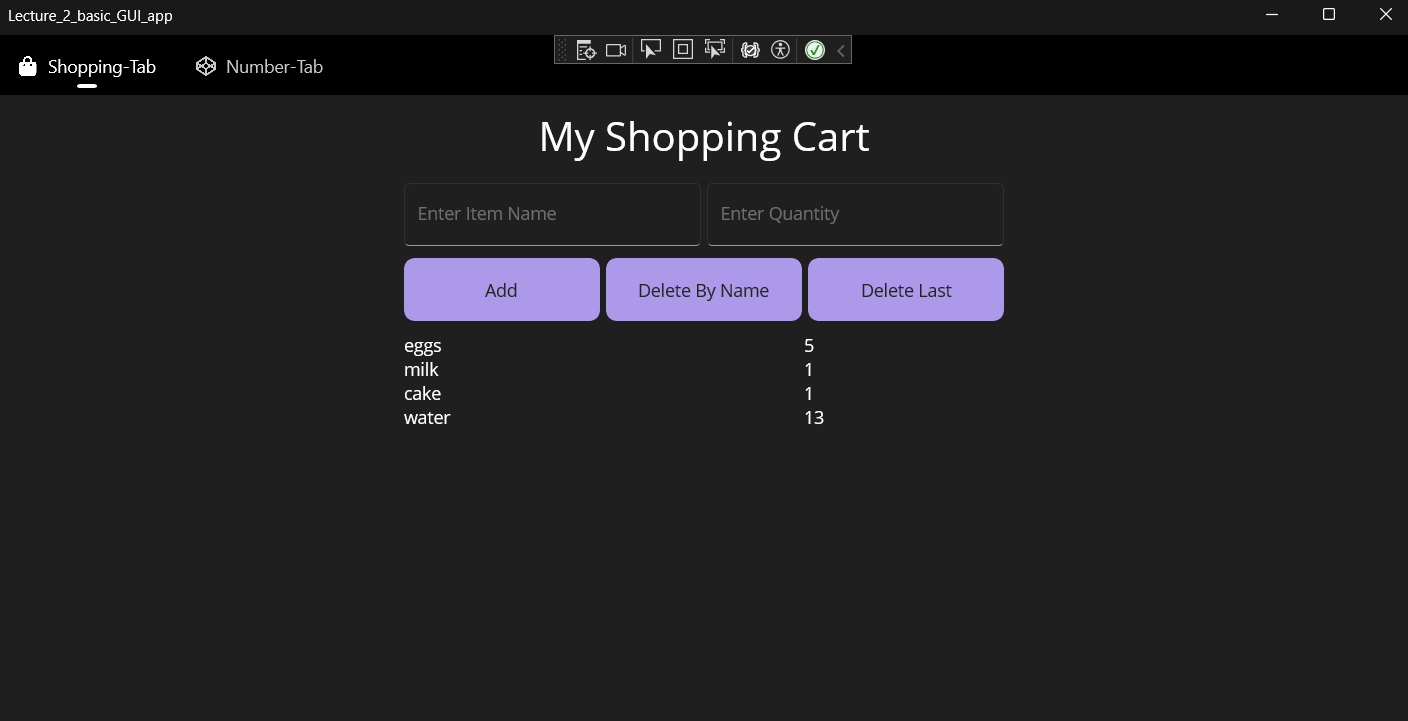 Lecture_2_basic_GUI_app
Shopping-Tab Number-Tab
My Shopping Cart
Enter Item Name Enter Quantity
Add Delete By Name Delete Last
eggs 5
milk 1
cake 1
water 13